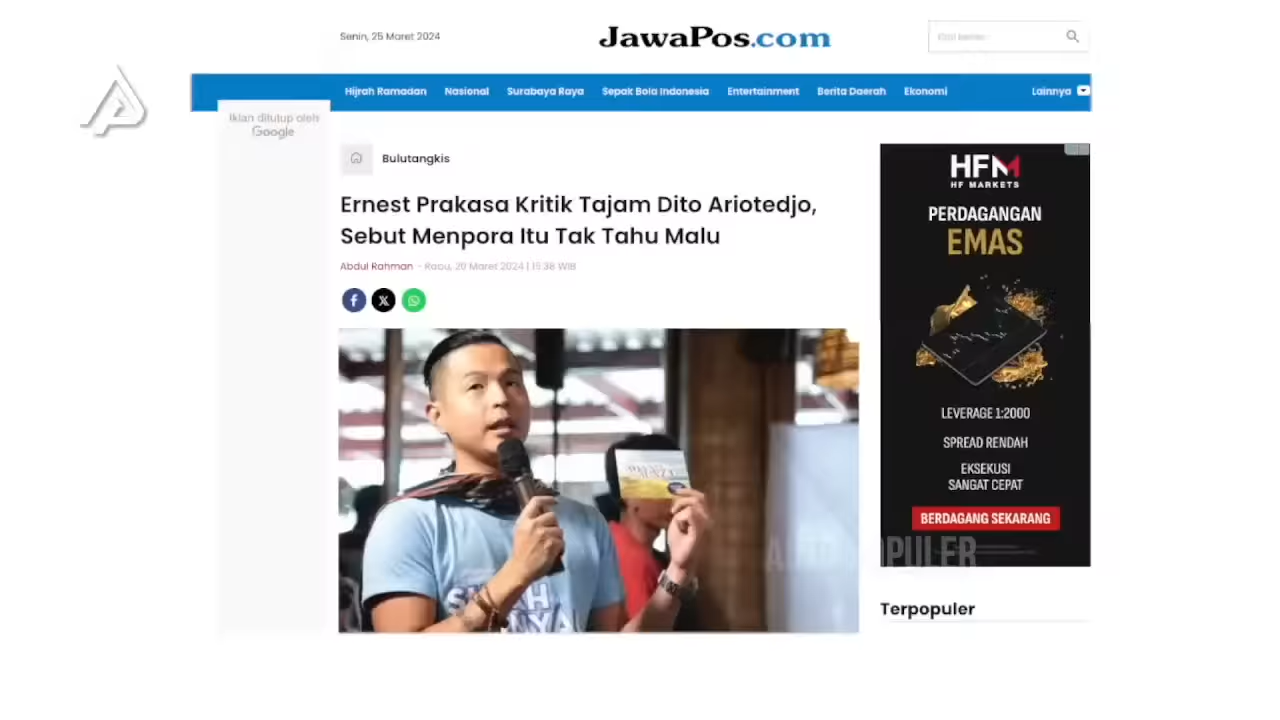 Senin, 25 Maret 2024
JawaPos.com
Cari berita...
Hijrah Ramadan
Nasional
Surabaya Raya
Sepak Bola Indonesia
Entertainment
Berita Daerah
Ekonomi
Lainnya
Iklan ditutup oleh
Google
Bulutangkis
Ernest Prakasa Kritik Tajam Dito Ariotedjo,
Sebut Menpora Itu Tak Tahu Malu
Abdul Rahman - Rabu, 20 Maret 2024 | 15:38 WIB
HFM
HF MARKETS
PERDAGANGAN
EMAS
LEVERAGE 1:2000
SPREAD RENDAH
EKSEKUSI
SANGAT CEPAT
BERDAGANG SEKARANG
Terpopuler